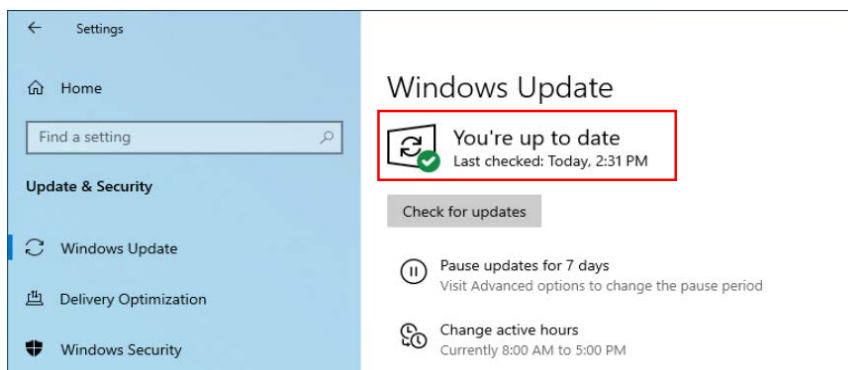 Settings
Home
Find a setting
Update & Security
Windows Update
Delivery Optimization
Windows Security
Windows Update
You're up to date
Last checked: Today, 2:31 PM
Check for updates
Pause updates for 7 days
Visit Advanced options to change the pause period
Change active hours
Currently 8:00 AM to 5:00 PM